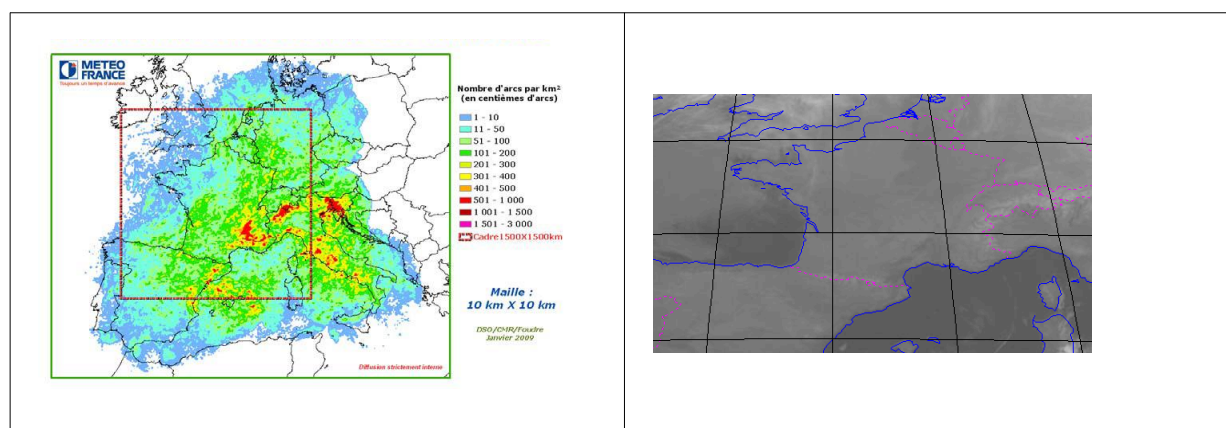 METEO
FRANCE
Toujours un temps d'avance
Nombre d'arcs par km²
(en centièmes d'arcs)
1 - 10
11 - 50
51 - 100
101 - 200
201 - 300
301 - 400
401 - 500
501 - 1 000
1 001 - 1 500
1 501 - 3 000
Cadre1500X1500km
Maille :
10 km X 10 km
DSO/CMR/Foudre
Janvier 2009
Diffusion strictement interne